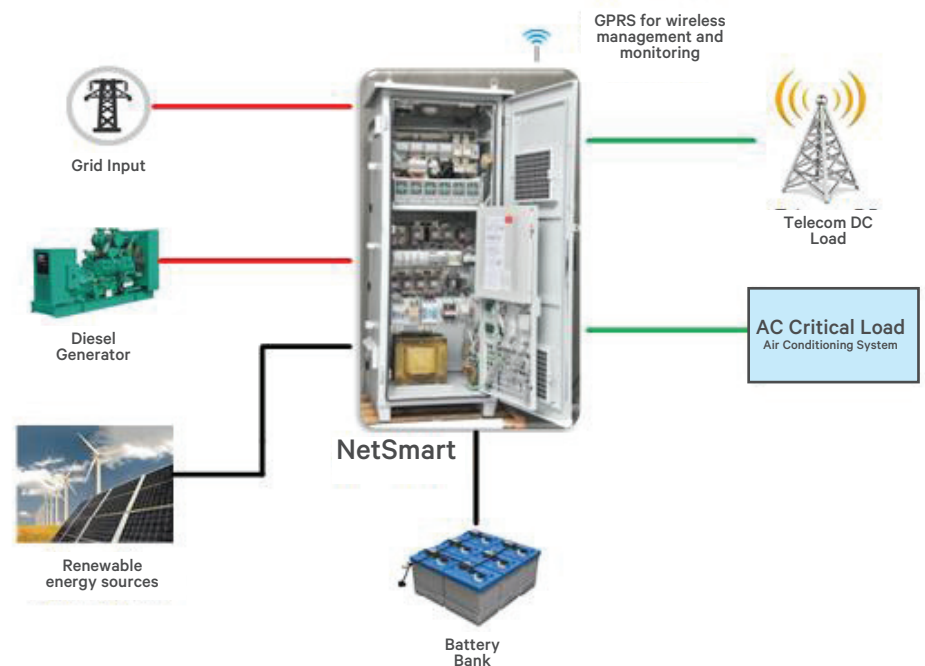 GPRS for wireless
management and
monitoring
Grid Input
Telecom DC
Load
Diesel
Generator
AC Critical Load
Air Conditioning System
NetSmart
Renewable
energy sources
Battery
Bank